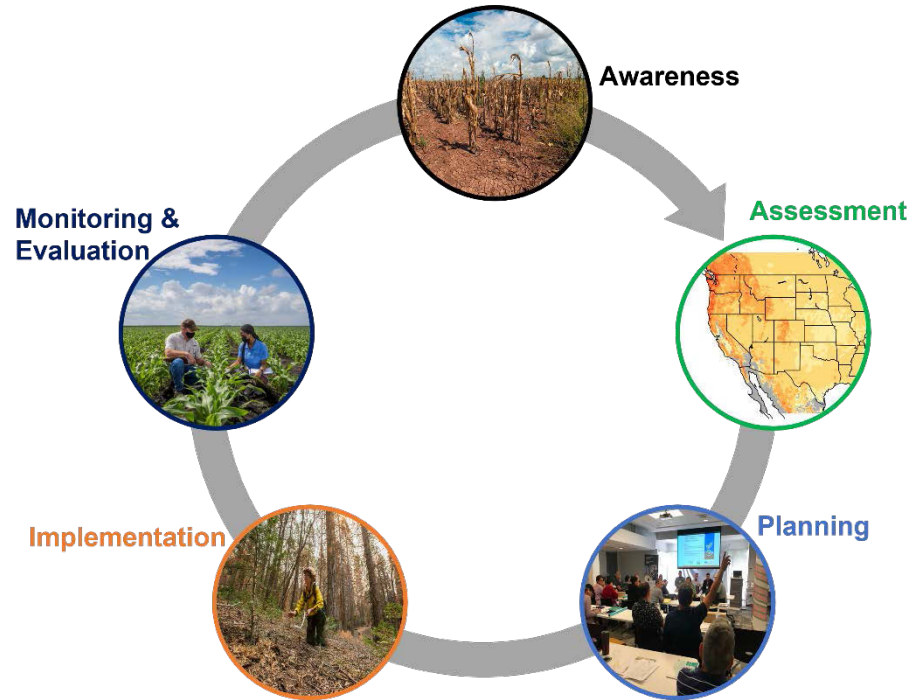 Awareness
Assessment
Planning
Implementation
Monitoring &
Evaluation